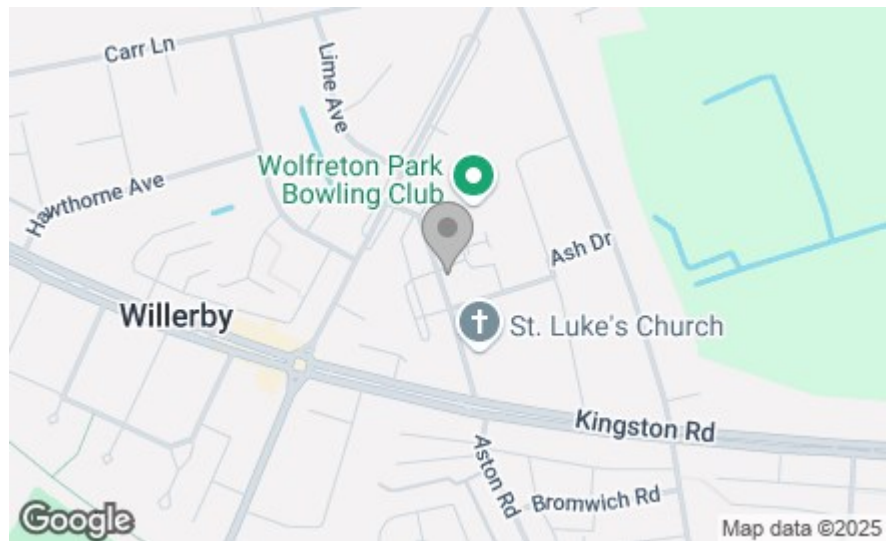 Carr Ln
Lime Ave
Wolfreton Park
Bowling Club
Hawthorne Ave
Ash Dr
Willerby
St. Luke's Church
Kingston Rd
Aston Rd
Bromwich Rd
Google
Map data ©2025